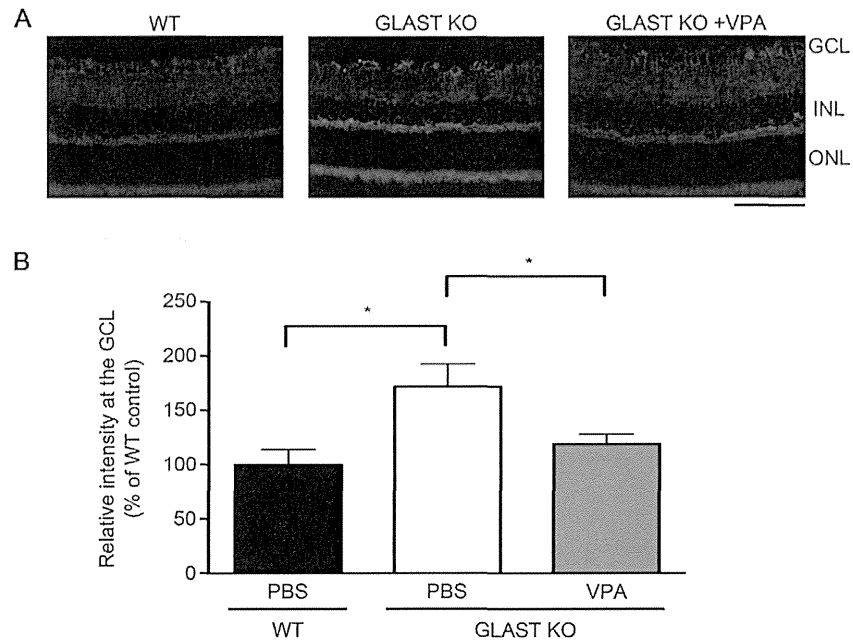 A
WT
GLAST KO
GLAST KO +VPA
GCL
INL
ONL
B
Relative intensity at the GCL
(% of WT control)
250
200
150
100
50
0
*
*
PBS
PBS
VPA
WT
GLAST KO